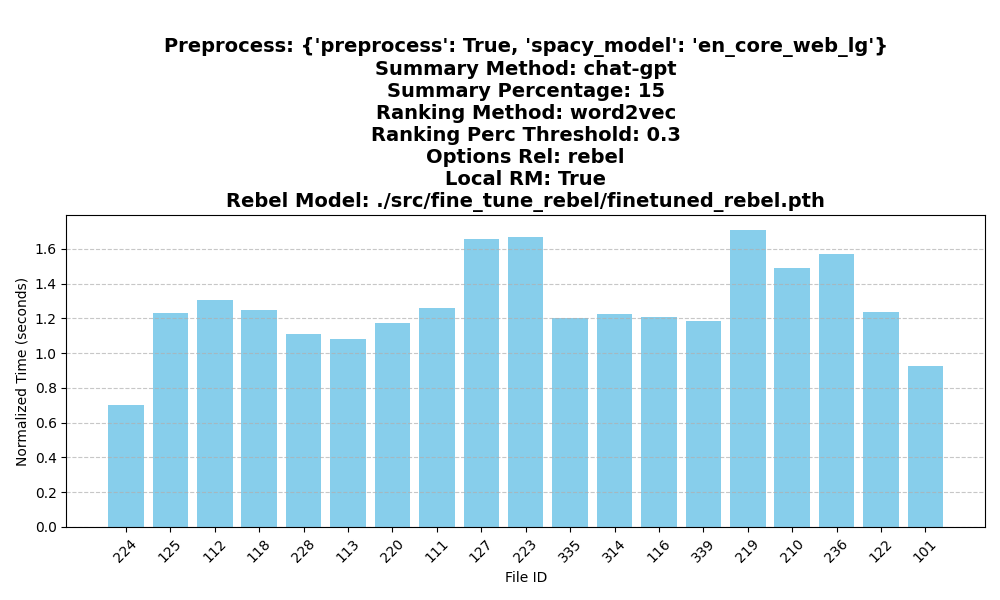 Preprocess: {'preprocess': True, 'spacy_model': 'en_core_web_lg'}
Summary Method: chat-gpt
Summary Percentage: 15
Ranking Method: word2vec
Ranking Perc Threshold: 0.3
Options Rel: rebel
Local RM: True
Rebel Model: ./src/fine_tune_rebel/finetuned_rebel.pth
Normalized Time (seconds)
1.6
1.4
1.2
1.0
0.8
0.6
0.4
0.2
0.0
224 125 112 118 228 113 220 111 127 223 335 314 116 339 219 210 236 122 101
File ID